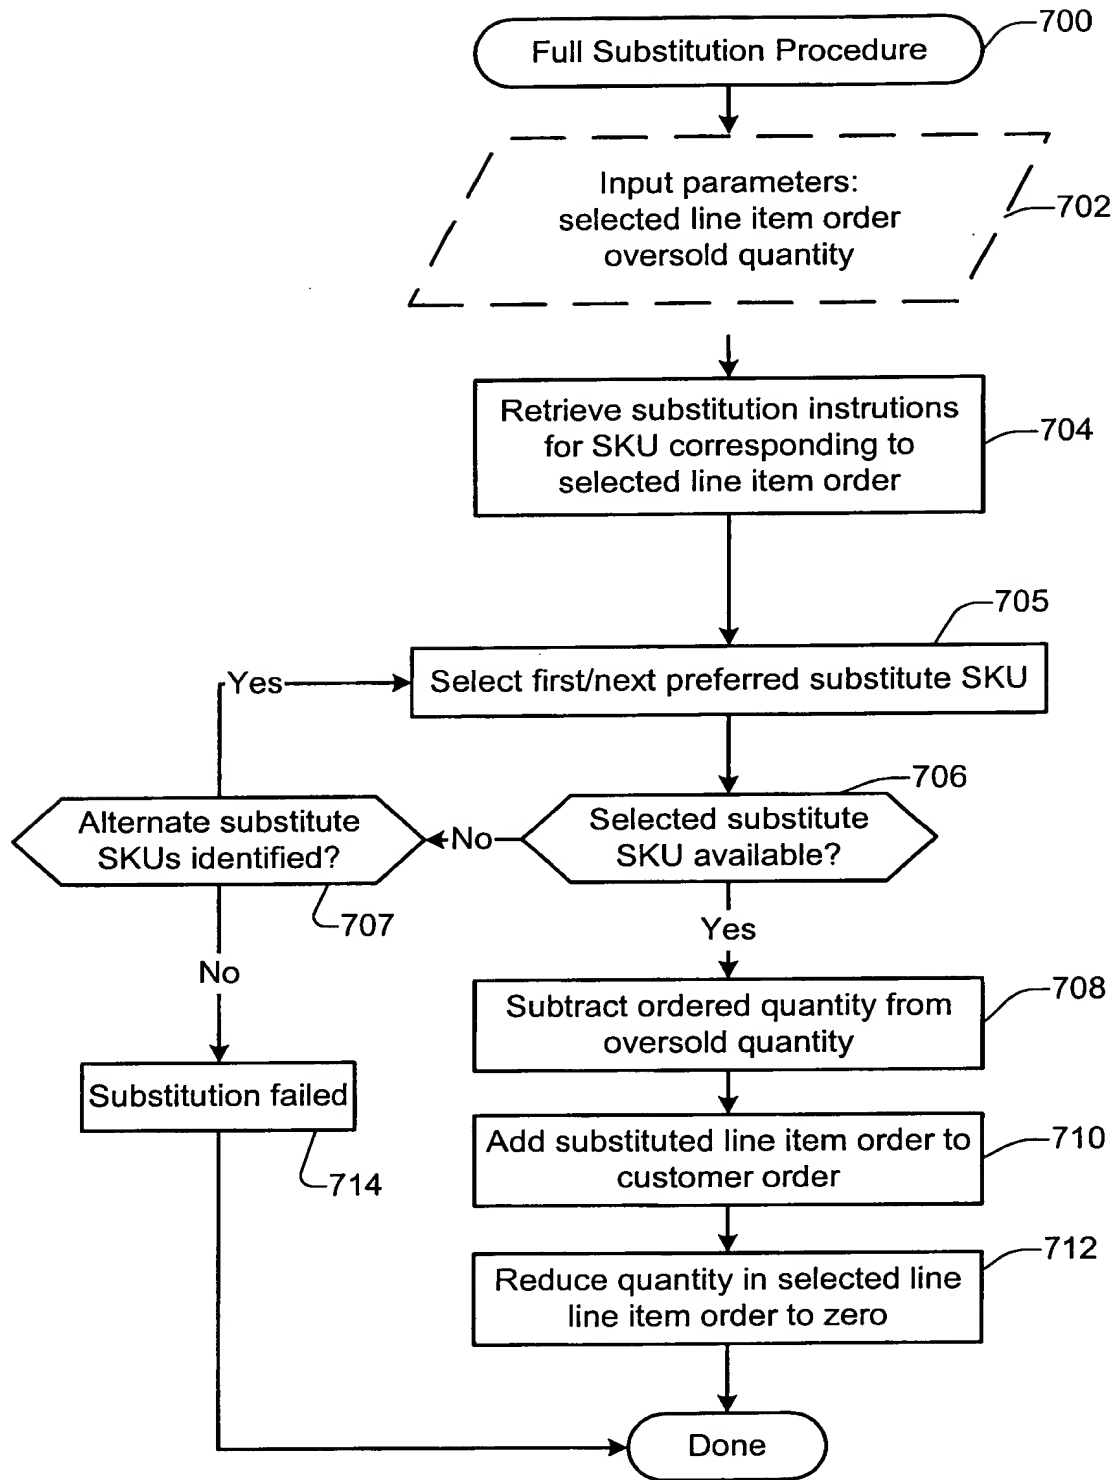 700
Full Substitution Procedure
Input parameters:
selected line item order
oversold quantity
702
Retrieve substitution instrutions
for SKU corresponding to
selected line item order
704
705
Select first/next preferred substitute SKU
Yes
706
Alternate substitute
SKUs identified?
No
Selected substitute
SKU available?
707
Yes
No
Subtract ordered quantity from
oversold quantity
708
Substitution failed
714
Add substituted line item order to
customer order
710
712
Reduce quantity in selected line
line item order to zero
Done